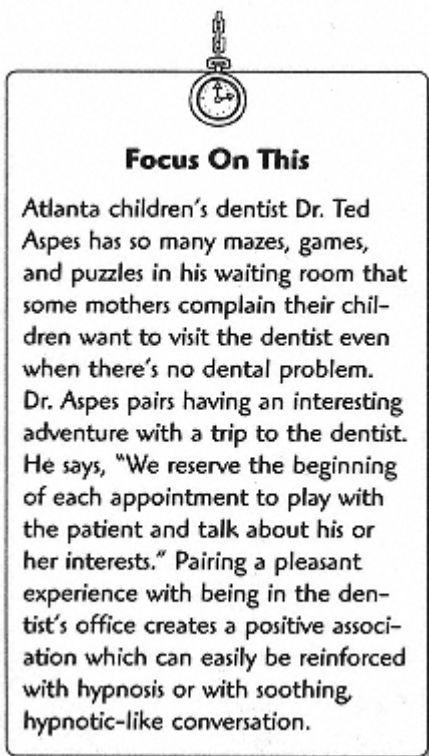 Focus On This
Atlanta children's dentist Dr. Ted
Aspes has so many mazes, games,
and puzzles in his waiting room that
some mothers complain their chil-
dren want to visit the dentist even
when there's no dental problem.
Dr. Aspes pairs having an interesting
adventure with a trip to the dentist.
He says, "We reserve the beginning
of each appointment to play with
the patient and talk about his or
her interests." Pairing a pleasant
experience with being in the den-
tist's office creates a positive associ-
ation which can easily be reinforced
with hypnosis or with soothing,
hypnotic-like conversation.